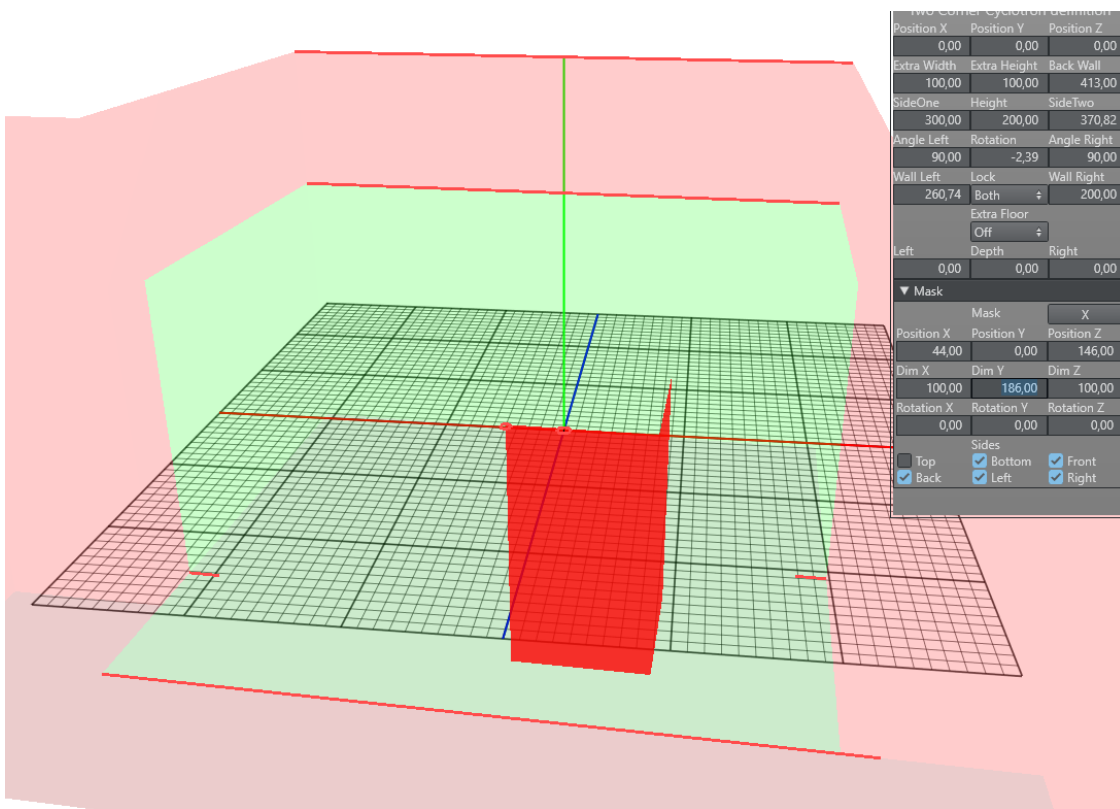 Two Corner Cyclotron definition
Position X Position Y Position Z
0,00 0,00 0,00
Extra Width Extra Height Back Wall
100,00 100,00 413,00
SideOne Height SideTwo
300,00 200,00 370,82
Angle Left Rotation Angle Right
90,00 -2,39 90,00
Wall Left Lock Wall Right
260,74 Both 200,00
Extra Floor
Off
Left Depth Right
0,00 0,00 0,00
Mask
Mask X
Position X Position Y Position Z
44,00 0,00 146,00
Dim X Dim Y Dim Z
100,00 186,00 100,00
Rotation X Rotation Y Rotation Z
0,00 0,00 0,00
Sides
Top Bottom Front
Back Left Right